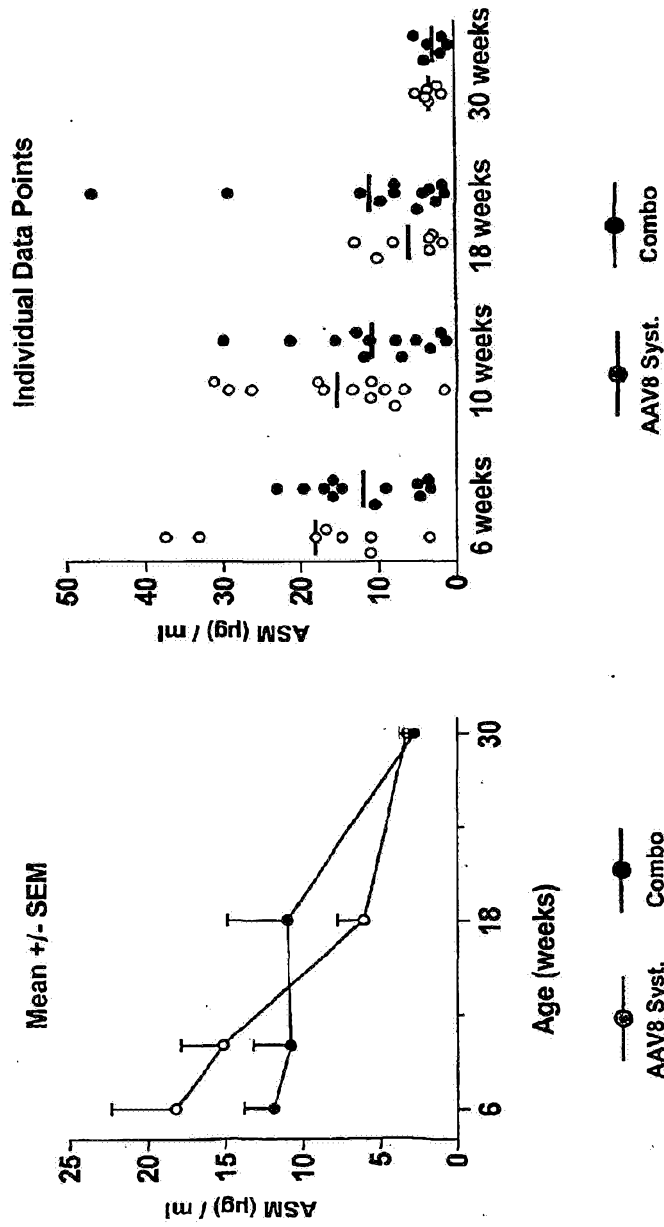 Mean +/- SEM
ASM (µg) / ml
25
20
15
10
5
0
6
18
30
Age (weeks)
AAV8 Syst.
Combo
Individual Data Points
ASM (µg) / ml
50
40
30
20
10
0
6 weeks
10 weeks
18 weeks
30 weeks
AAV8 Syst.
Combo